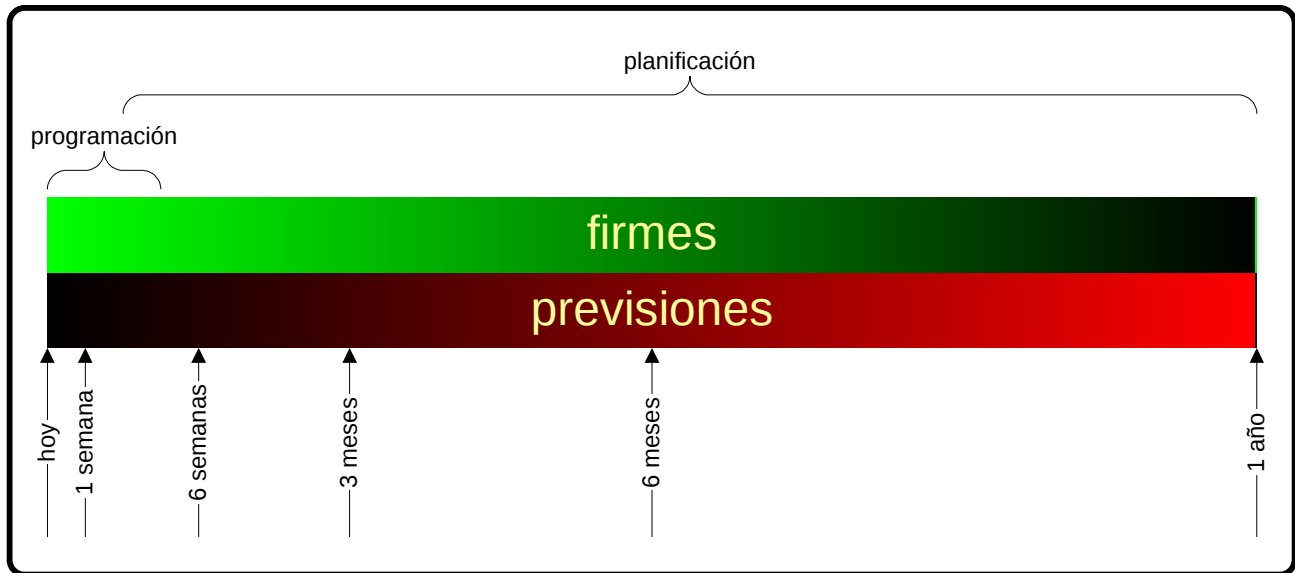 planificación
programación
firmes
previsiones
hoy
1 semana
6 semanas
3 meses
6 meses
1 año